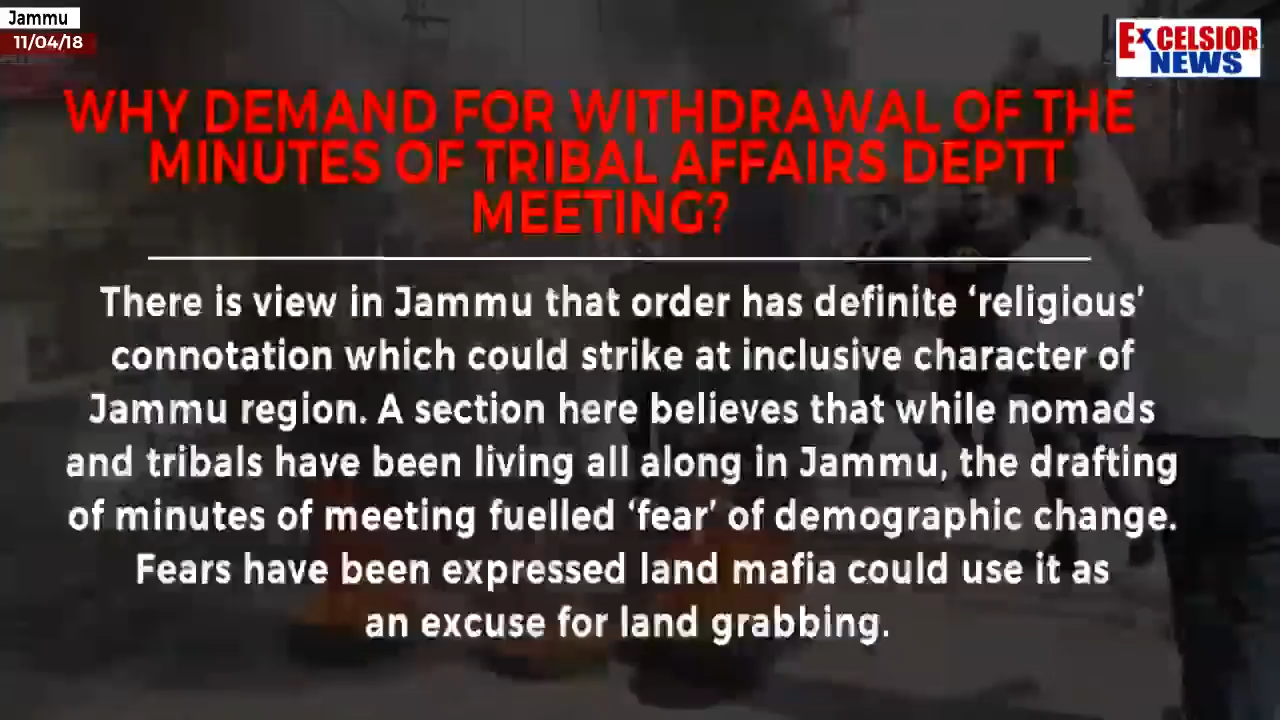 Jammu
11/04/18
EXCELSIOR
NEWS
WHY DEMAND FOR WITHDRAWAL OF THE
MINUTES OF TRIBAL AFFAIRS DEPTT
MEETING?
There is view in Jammu that order has definite ‘religious’
connotation which could strike at inclusive character of
Jammu region. A section here believes that while nomads
and tribals have been living all along in Jammu, the drafting
of minutes of meeting fuelled ‘fear’ of demographic change.
Fears have been expressed land mafia could use it as
an excuse for land grabbing.